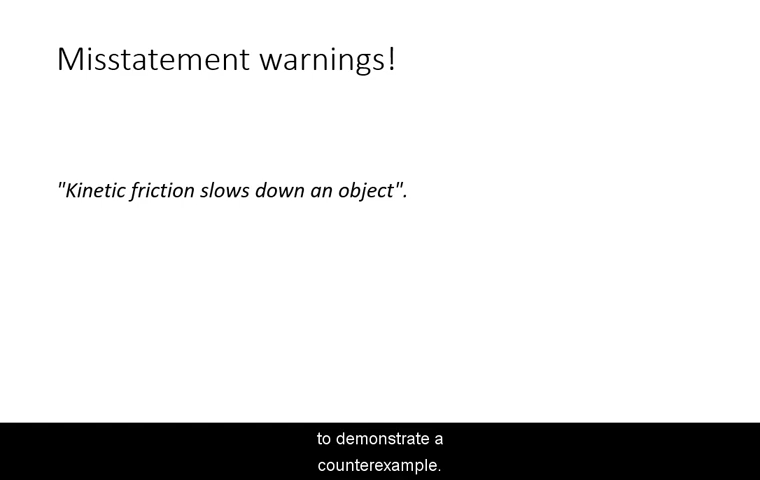 Misstatement warnings!
"Kinetic friction slows down an object".
to demonstrate a
counterexample.